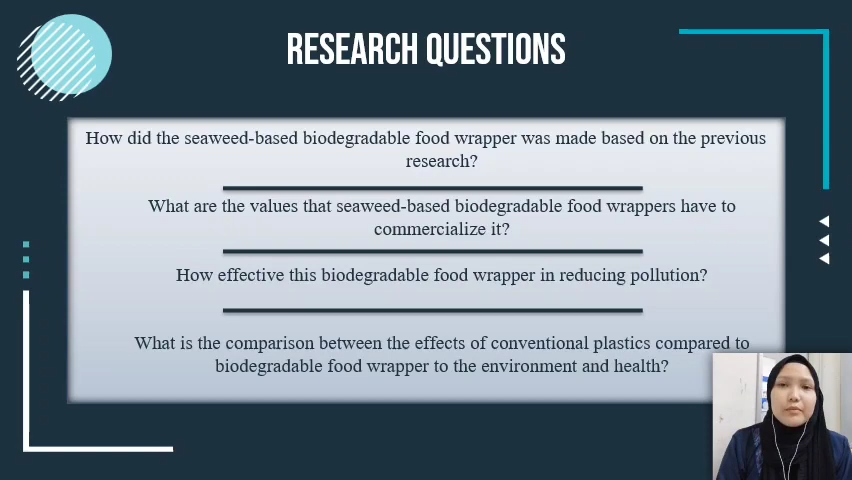 RESEARCH QUESTIONS
How did the seaweed-based biodegradable food wrapper was made based on the previous
research?
What are the values that seaweed-based biodegradable food wrappers have to
commercialize it?
How effective this biodegradable food wrapper in reducing pollution?
What is the comparison between the effects of conventional plastics compared to
biodegradable food wrapper to the environment and health?